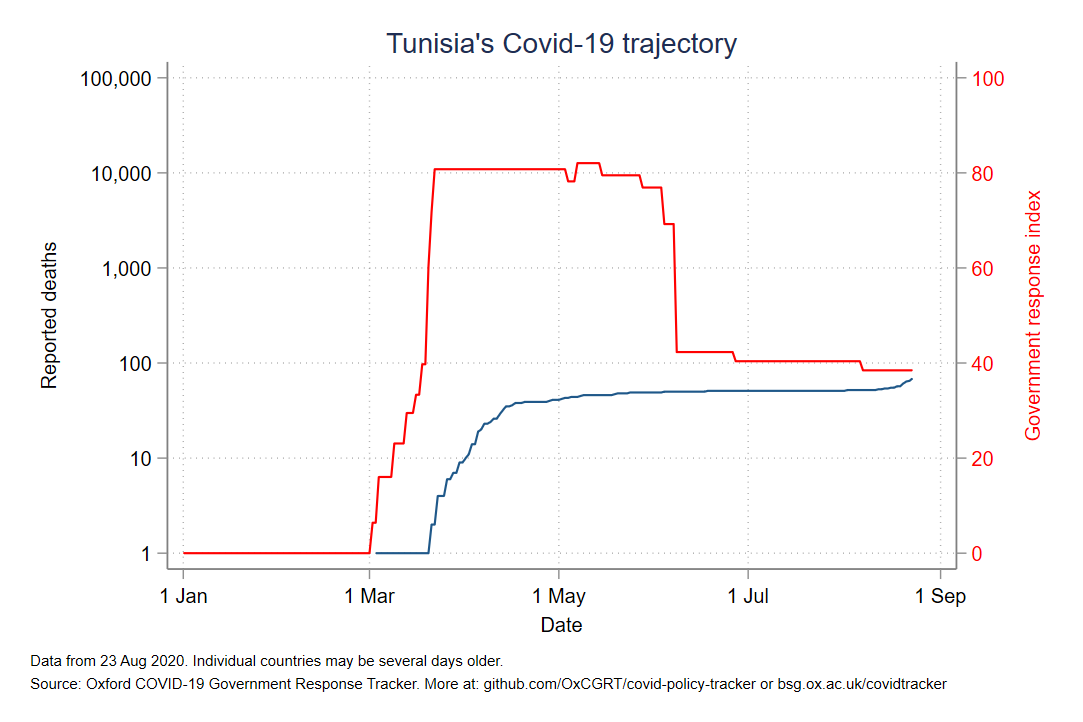 Tunisia's Covid-19 trajectory
100,000
10,000
1,000
100
10
1
Reported deaths
100
80
60
40
20
0
Government response index
1 Jan
1 Mar
1 May
1 Jul
1 Sep
Date
Data from 23 Aug 2020. Individual countries may be several days older.
Source: Oxford COVID-19 Government Response Tracker. More at: github.com/OxCGRT/covid-policy-tracker or bsg.ox.ac.uk/covidtracker